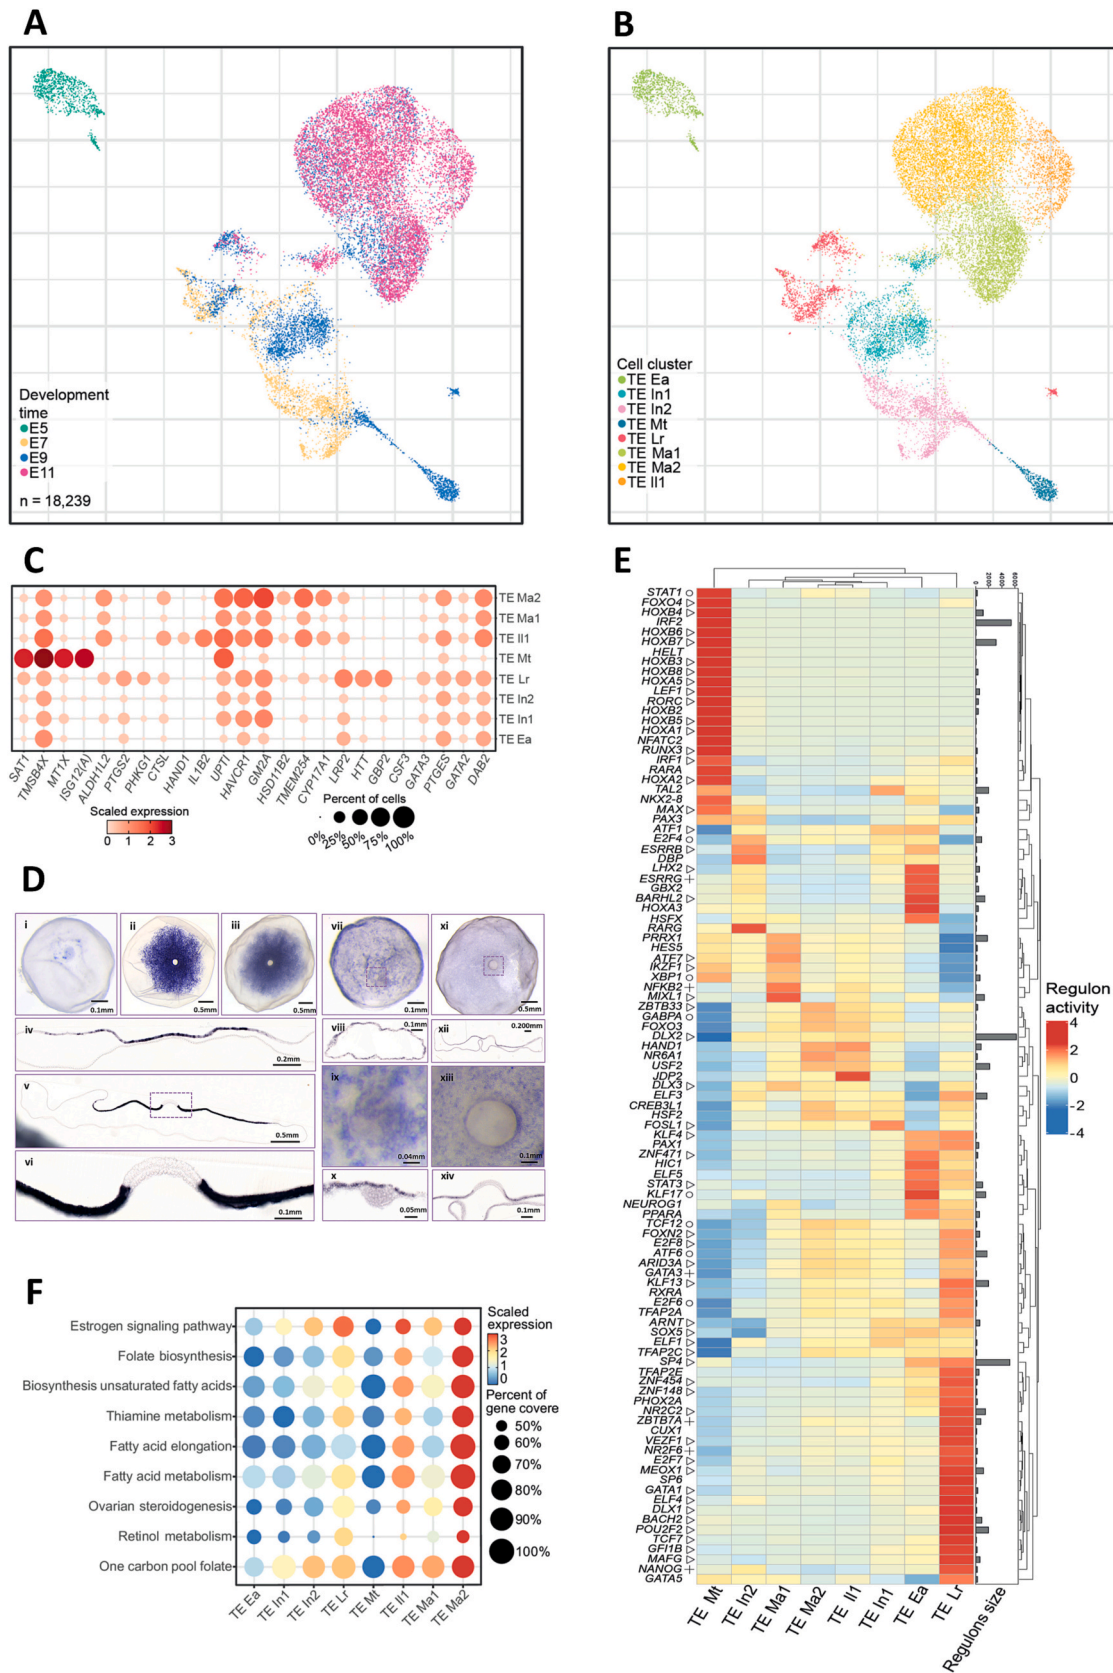 A
Development
time
E5
E7
E9
E11
n = 18,239
B
Cell cluster
TE Ea
TE In1
TE In2
TE Mt
TE Lr
TE Ma1
TE Ma2
TE Il1
C
TE Ma2
TE Ma1
TE Il1
TE Mt
TE Lr
TE In2
TE In1
TE Ea
SAT1
TMSB4X
MT1X
ISG12(A)
ALDH1L2
PTGS2
PHKG1
CTSL
HAND1
IL1B2
UPTI
HAVCR1
GM2A
HSD11B2
TMEM254
CYP17A1
LRP2
HTT
GBP2
CSF3
GATA3
PTGES
GATA2
DAB2
Scaled expression
0 1 2 3
Percent of cells
0% 25% 50% 75% 100%
D
i
0.1mm
ii
0.5mm
iii
0.5mm
vii
0.1mm
xi
0.5mm
iv
0.2mm
viii
0.1mm
xii
0.200mm
v
0.5mm
ix
0.04mm
xiii
0.1mm
vi
0.1mm
x
0.05mm
xiv
0.1mm
E
0
2000
4000
6000
STAT1
FOXO4
HOXB4
IRF2
HOXB6
HOXB7
HELT
HOXB3
HOXB8
HOXA5
LEF1
RORC
HOXB2
HOXB5
HOXA1
NFATC2
RUNX3
IRF1
RARA
HOXA2
TAL2
NKX2-8
MAX
PAX3
ATF1
E2F4
ESRRB
DBP
LHX2
ESRRG
GBX2
BARHL2
HOXA3
HSFX
RARG
PRRX1
HES5
ATF7
IKZF1
XBP1
NFKB2
MIXL1
ZBTB33
GABPA
FOXO3
DLX2
HAND1
NR6A1
USF2
JDP2
DLX3
ELF3
CREB3L1
HSF2
FOSL1
KLF4
PAX1
ZNF471
HIC1
ELF5
STAT3
KLF17
NEUROG1
PPARA
TCF12
FOXN2
E2F8
ATF6
ARID3A
GATA3
KLF13
RXRA
E2F6
TFAP2A
ARNT
SOX5
ELF1
TFAP2C
SP4
TFAP2E
ZNF454
ZNF148
PHOX2A
NR2C2
ZBTB7A
CUX1
VEZF1
NR2F6
E2F7
MEOX1
SP6
GATA1
ELF4
DLX1
BACH2
POU2F2
TCF7
GFI1B
MAFG
NANOG
GATA5
TE Mt
TE In2
TE Ma1
TE Ma2
TE Il1
TE In1
TE Ea
TE Lr
Regulons size
Regulon
activity
4
2
0
-2
-4
F
Estrogen signaling pathway
Folate biosynthesis
Biosynthesis unsaturated fatty acids
Thiamine metabolism
Fatty acid elongation
Fatty acid metabolism
Ovarian steroidogenesis
Retinol metabolism
One carbon pool folate
TE Ea
TE In1
TE In2
TE Lr
TE Mt
TE Il1
TE Ma1
TE Ma2
Scaled
expression
3
2
1
0
Percent of
gene covere
50%
60%
70%
80%
90%
100%